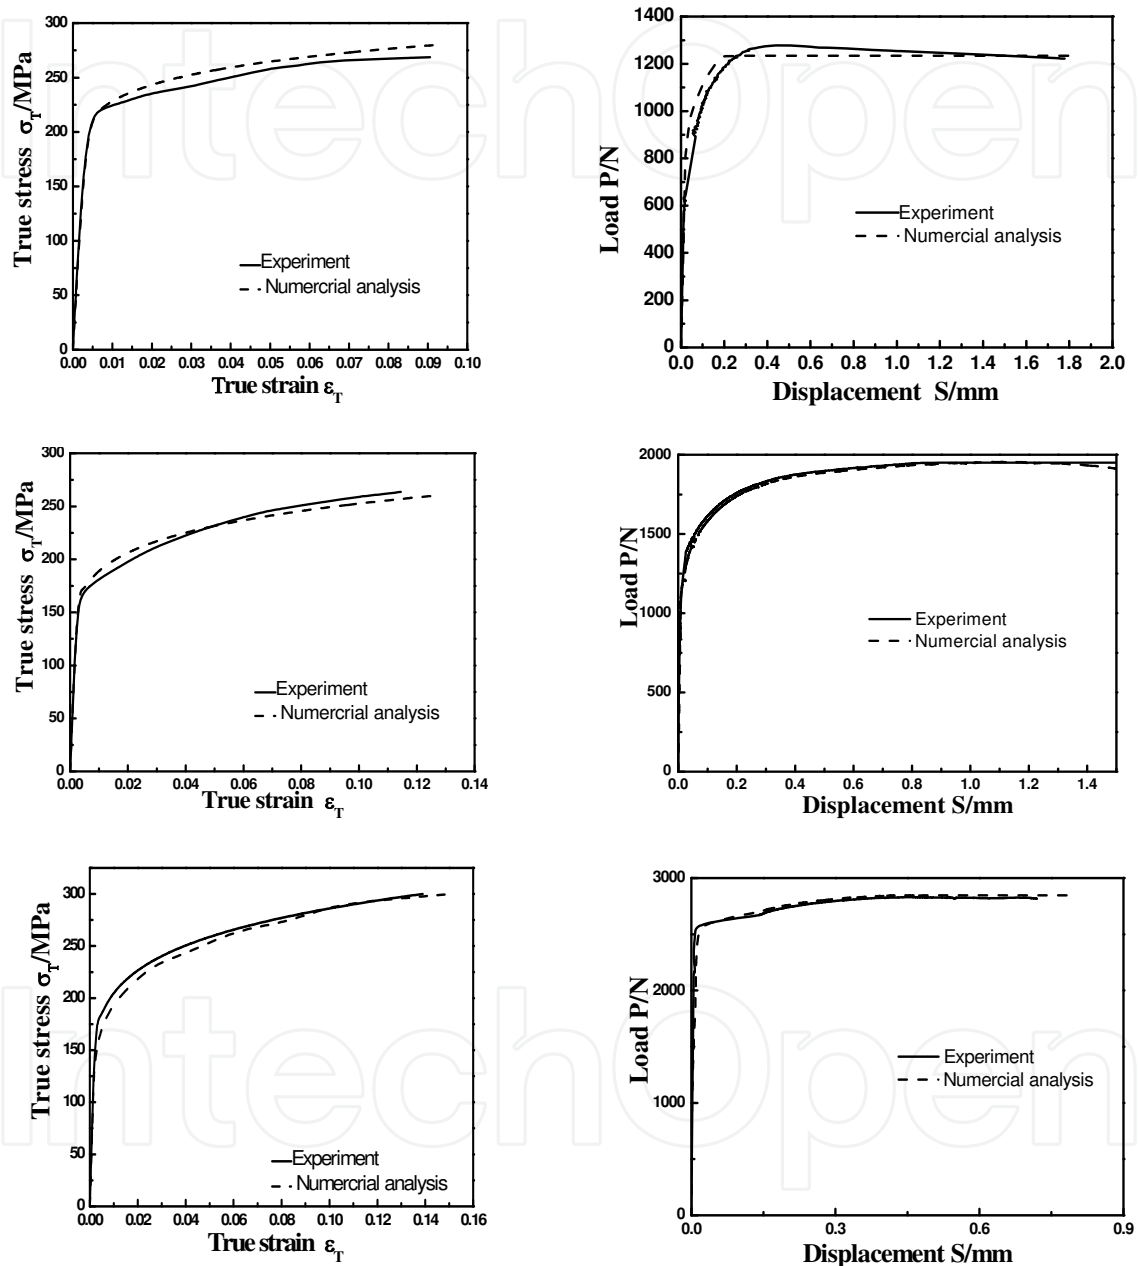 300
250
200
150
100
50
0
True stress σT/MPa
Experiment
Numercrial analysis
0.00 0.01 0.02 0.03 0.04 0.05 0.06 0.07 0.08 0.09 0.10
True strain εT
1400
1200
1000
800
600
400
200
0
Load P/N
Experiment
Numercial analysis
0.0 0.2 0.4 0.6 0.8 1.0 1.2 1.4 1.6 1.8 2.0
Displacement S/mm
300
250
200
150
100
50
0
True stress σT/MPa
Experiment
Numercrial analysis
0.00 0.02 0.04 0.06 0.08 0.10 0.12 0.14
True strain εT
2000
1500
1000
500
0
Load P/N
Experiment
Numercial analysis
0.0 0.2 0.4 0.6 0.8 1.0 1.2 1.4
Displacement S/mm
300
250
200
150
100
50
0
True stress σT/MPa
Experiment
Numercrial analysis
0.00 0.02 0.04 0.06 0.08 0.10 0.12 0.14 0.16
True strain εT
3000
2000
1000
0
Load P/N
Experiment
Numercial analysis
0.0 0.3 0.6 0.9
Displacement S/mm
IntechOpen
IntechOpen